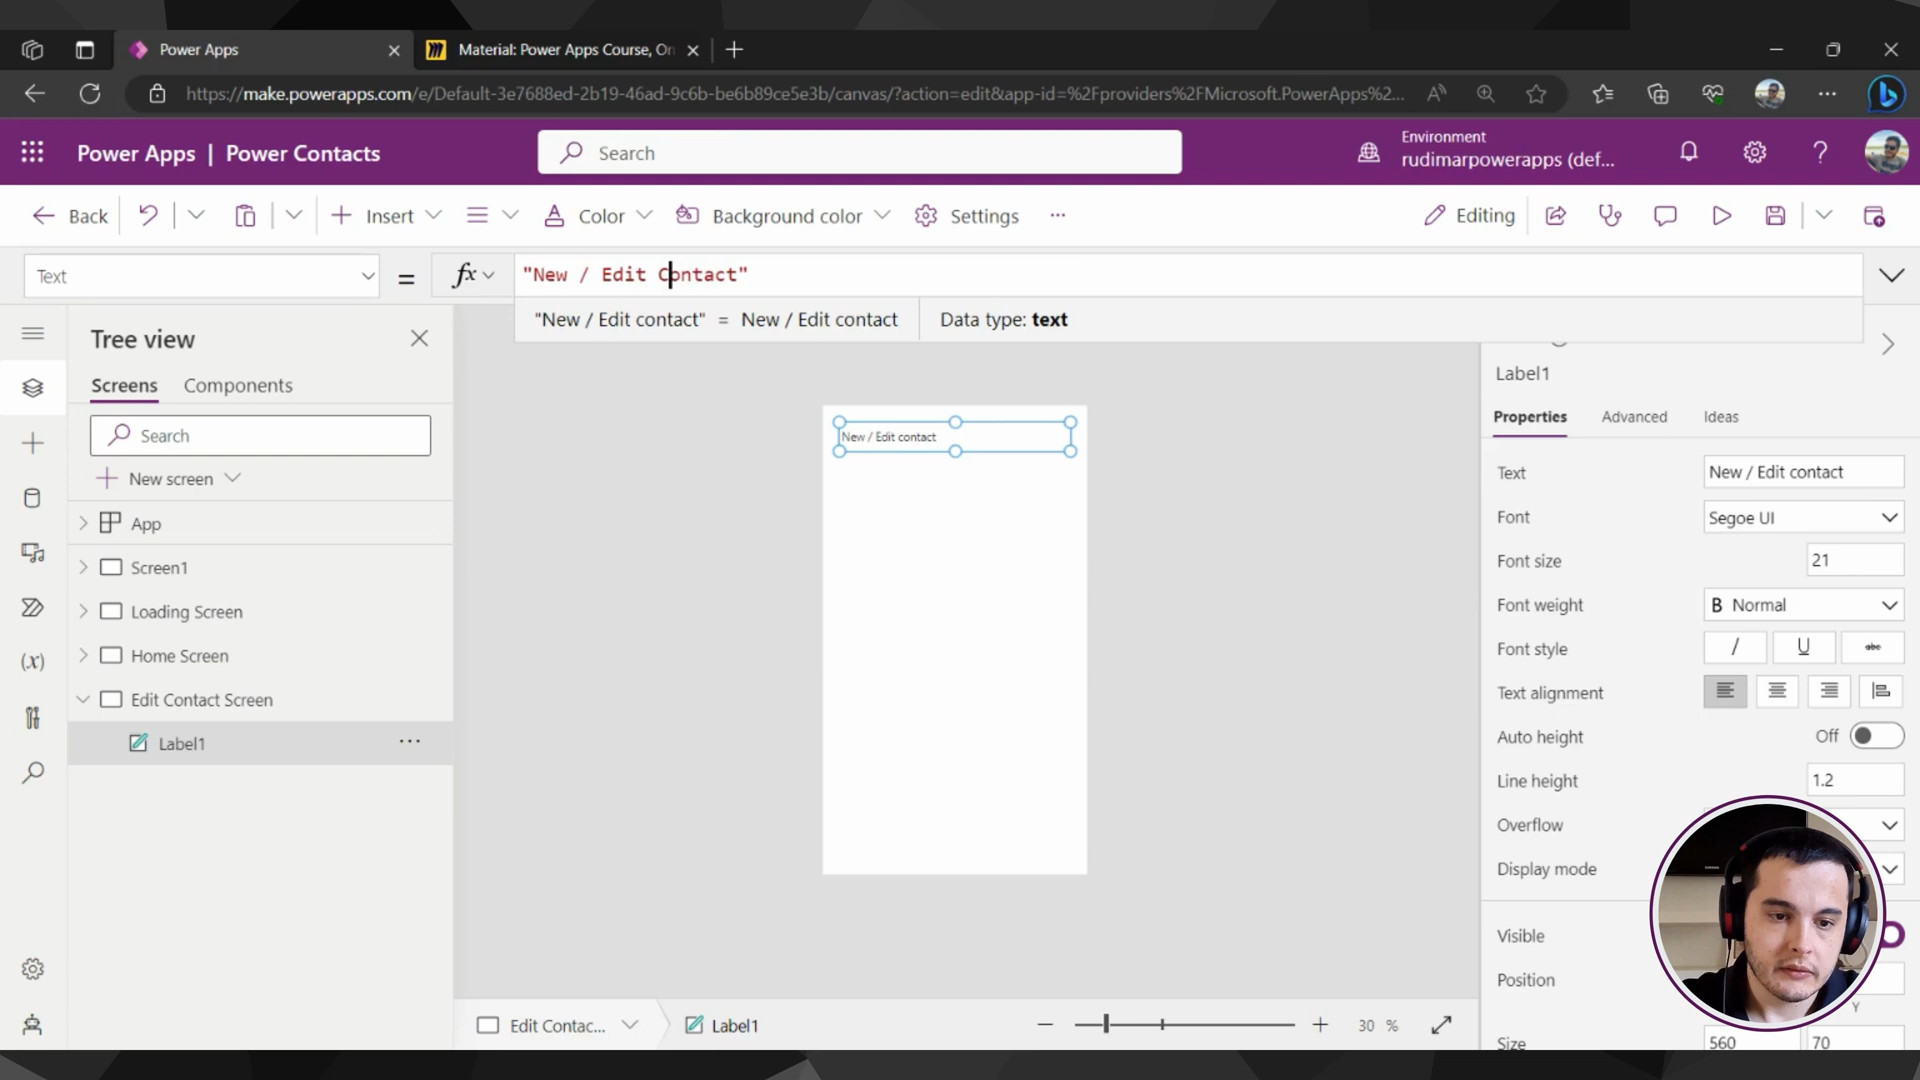 Power Apps
Material: Power Apps Course, On
https://make.powerapps.com/e/Default-3e7688ed-2b19-46ad-9c6b-be6b89ce5e3b/canvas/?action=edit&app-id=%2Fproviders%2FMicrosoft.PowerApps%2...
Power Apps | Power Contacts
Search
Environment
rudimarpowerapps (def...
Back
Insert
Color
Background color
Settings
Editing
Text
=
fx
"New / Edit Contact"
"New / Edit contact" = New / Edit contact
Data type: text
Tree view
Screens
Components
Search
New screen
App
Screen1
Loading Screen
Home Screen
Edit Contact Screen
Label1
New / Edit contact
Label1
Properties
Advanced
Ideas
Text
New / Edit contact
Font
Segoe UI
Font size
21
Font weight
B Normal
Font style
/ U abc
Text alignment
Auto height
Off
Line height
1.2
Overflow
Display mode
Visible
Position
Y
Size
560
70
Edit Contac...
Label1
30 %